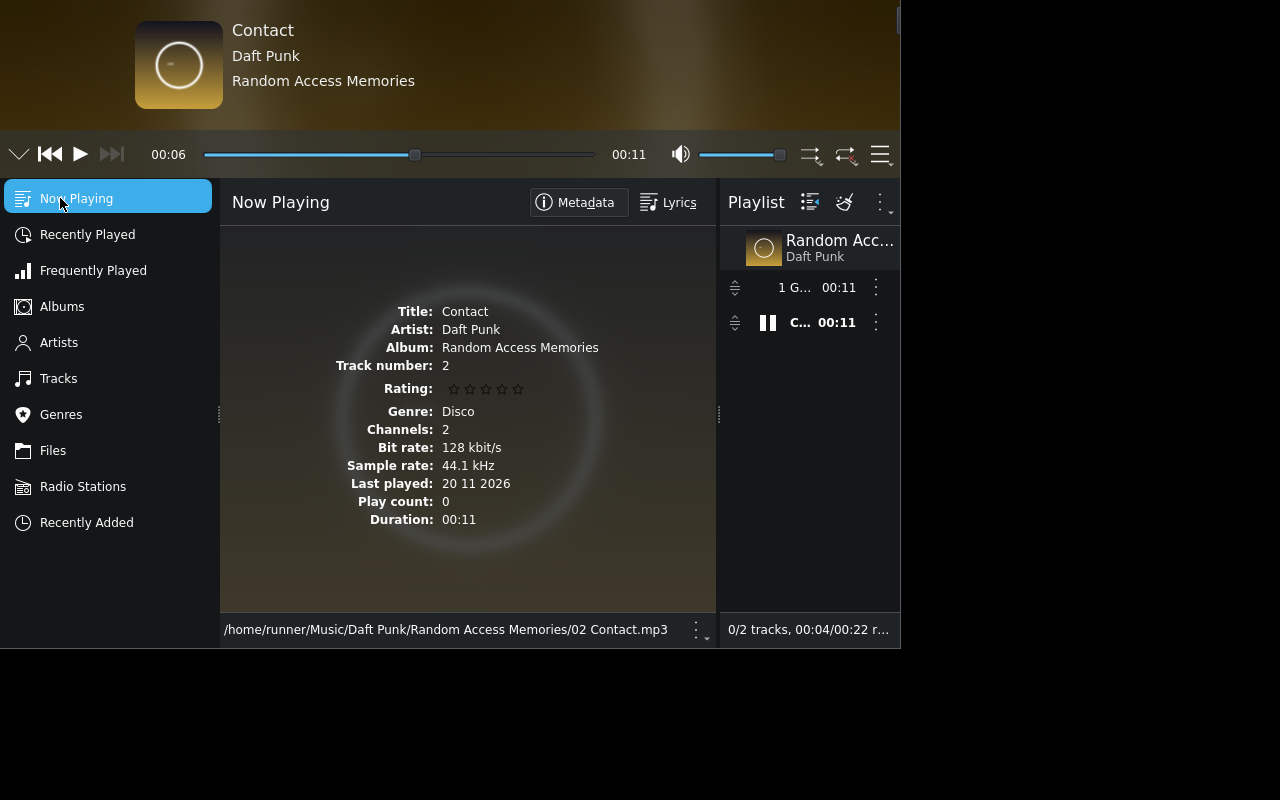 Contact
Daft Punk
Random Access Memories
00:06
00:11
Now Playing
Recently Played
Frequently Played
Albums
Artists
Tracks
Genres
Files
Radio Stations
Recently Added
Now Playing
Metadata
Lyrics
Title: Contact
Artist: Daft Punk
Album: Random Access Memories
Track number: 2
Rating:
Genre: Disco
Channels: 2
Bit rate: 128 kbit/s
Sample rate: 44.1 kHz
Last played: 20 11 2026
Play count: 0
Duration: 00:11
/home/runner/Music/Daft Punk/Random Access Memories/02 Contact.mp3
Playlist
Random Acc...
Daft Punk
1 G... 00:11
C... 00:11
0/2 tracks, 00:04/00:22 r...